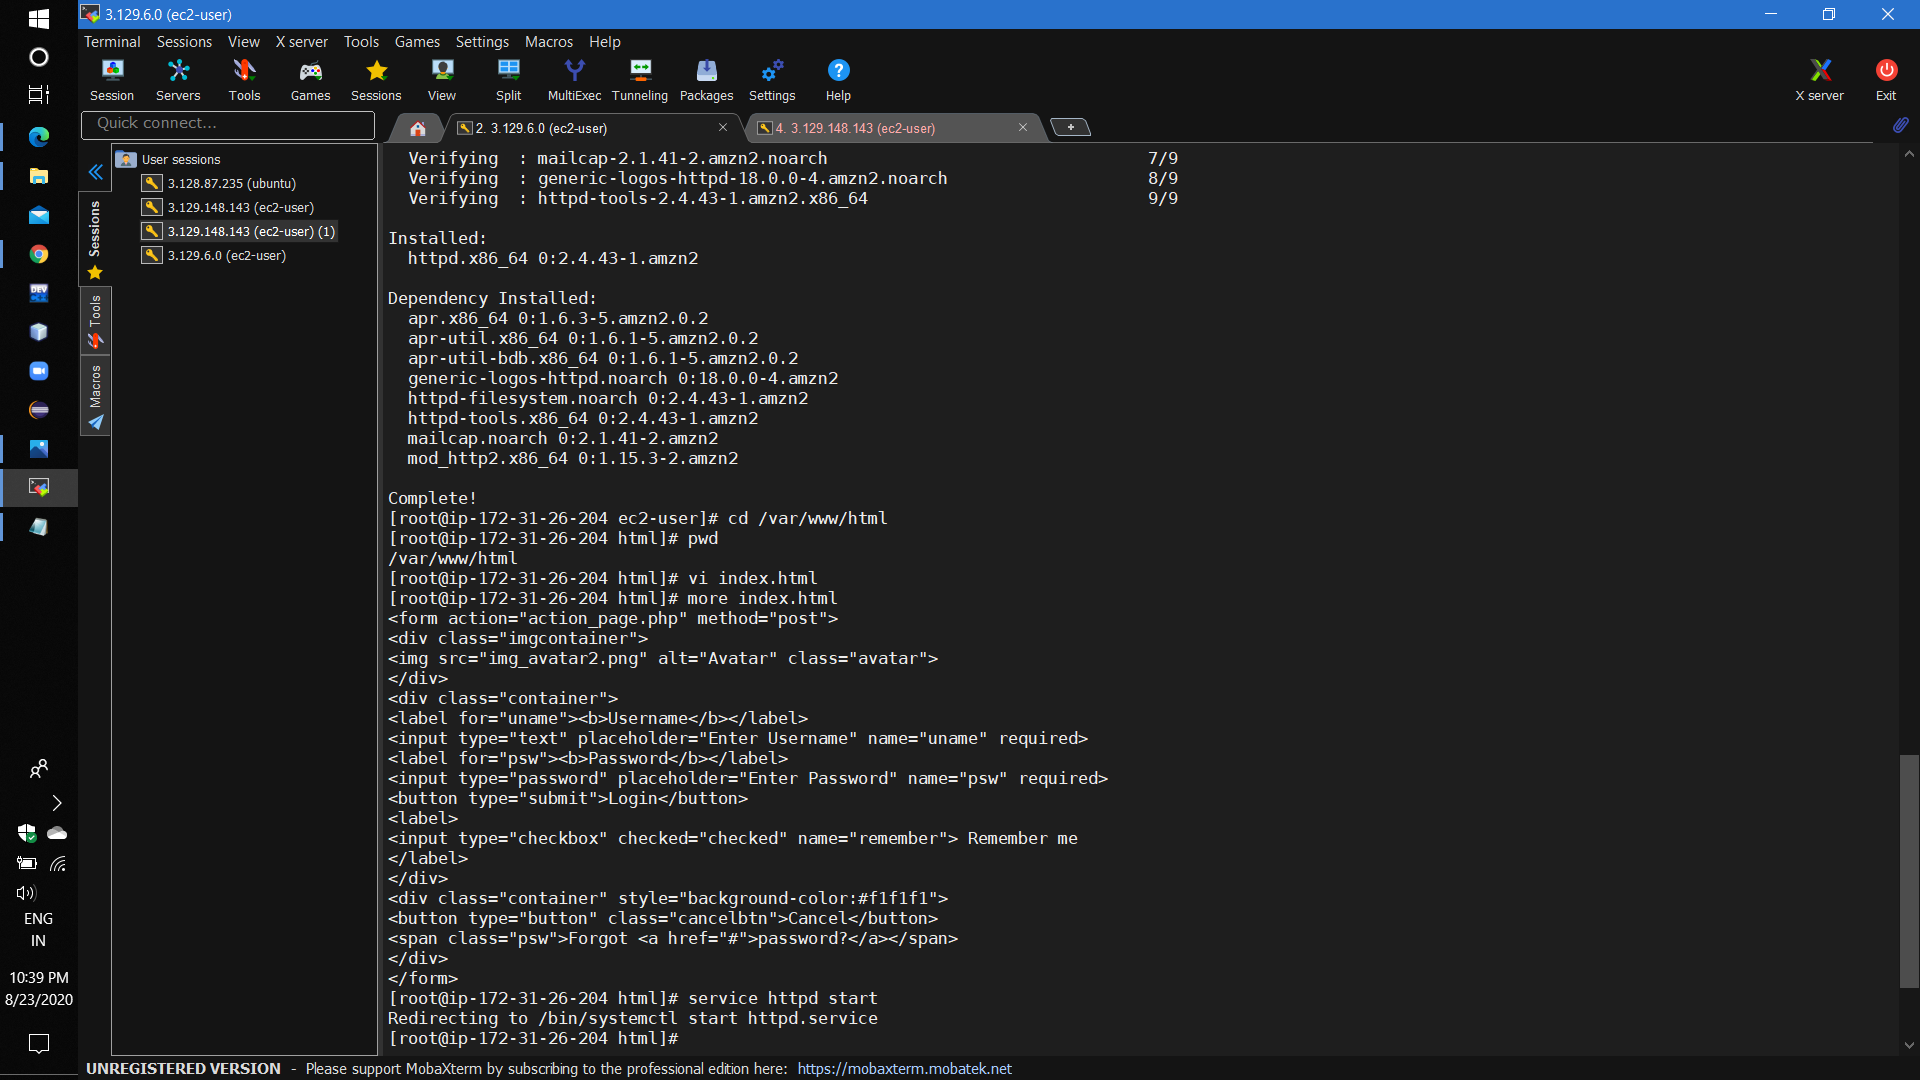 3.129.6.0 (ec2-user)
Terminal Sessions View X server Tools Games Settings Macros Help
Session Servers Tools Games Sessions View Split MultiExec Tunneling Packages Settings Help X server Exit
Quick connect...
2. 3.129.6.0 (ec2-user)
4. 3.129.148.143 (ec2-user)
User sessions
3.128.87.235 (ubuntu)
3.129.148.143 (ec2-user)
3.129.148.143 (ec2-user) (1)
3.129.6.0 (ec2-user)
Sessions
Tools
Macros
Verifying : mailcap-2.1.41-2.amzn2.noarch 7/9
Verifying : generic-logos-httpd-18.0.0-4.amzn2.noarch 8/9
Verifying : httpd-tools-2.4.43-1.amzn2.x86_64 9/9
Installed:
httpd.x86_64 0:2.4.43-1.amzn2
Dependency Installed:
apr.x86_64 0:1.6.3-5.amzn2.0.2
apr-util.x86_64 0:1.6.1-5.amzn2.0.2
apr-util-bdb.x86_64 0:1.6.1-5.amzn2.0.2
generic-logos-httpd.noarch 0:18.0.0-4.amzn2
httpd-filesystem.noarch 0:2.4.43-1.amzn2
httpd-tools.x86_64 0:2.4.43-1.amzn2
mailcap.noarch 0:2.1.41-2.amzn2
mod_http2.x86_64 0:1.15.3-2.amzn2
Complete!
[root@ip-172-31-26-204 ec2-user]# cd /var/www/html
[root@ip-172-31-26-204 html]# pwd
/var/www/html
[root@ip-172-31-26-204 html]# vi index.html
[root@ip-172-31-26-204 html]# more index.html
<form action="action_page.php" method="post">
<div class="imgcontainer">
<img src="img_avatar2.png" alt="Avatar" class="avatar">
</div>
<div class="container">
<label for="uname"><b>Username</b></label>
<input type="text" placeholder="Enter Username" name="uname" required>
<label for="psw"><b>Password</b></label>
<input type="password" placeholder="Enter Password" name="psw" required>
<button type="submit">Login</button>
<label>
<input type="checkbox" checked="checked" name="remember"> Remember me
</label>
</div>
<div class="container" style="background-color:#f1f1f1">
<button type="button" class="cancelbtn">Cancel</button>
<span class="psw">Forgot <a href="#">password?</a></span>
</div>
</form>
[root@ip-172-31-26-204 html]# service httpd start
Redirecting to /bin/systemctl start httpd.service
[root@ip-172-31-26-204 html]#
DEV
C++
ENG
IN
10:39 PM
8/23/2020
UNREGISTERED VERSION - Please support MobaXterm by subscribing to the professional edition here: https://mobaxterm.mobatek.net